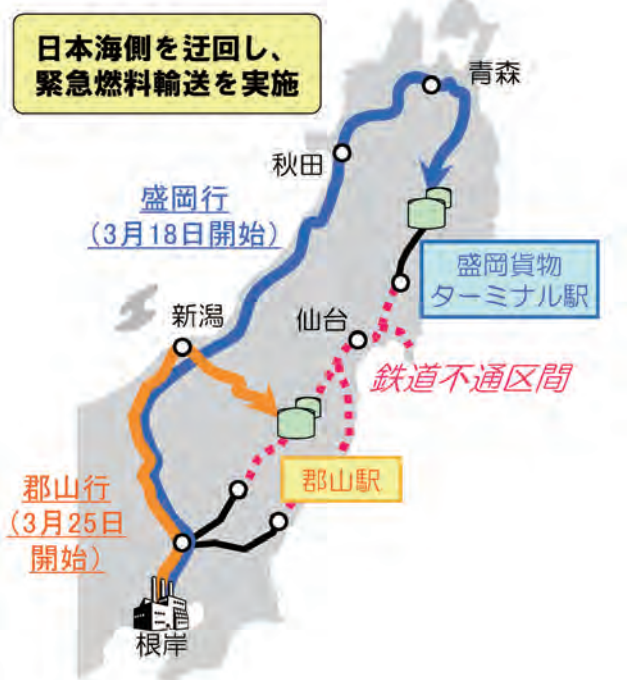 日本海側を迂回し、
緊急燃料輸送を実施
青森
秋田
盛岡行
(3月18日開始)
盛岡貨物
ターミナル駅
新潟
仙台
鉄道不通区間
郡山駅
郡山行
(3月25日
開始)
根岸